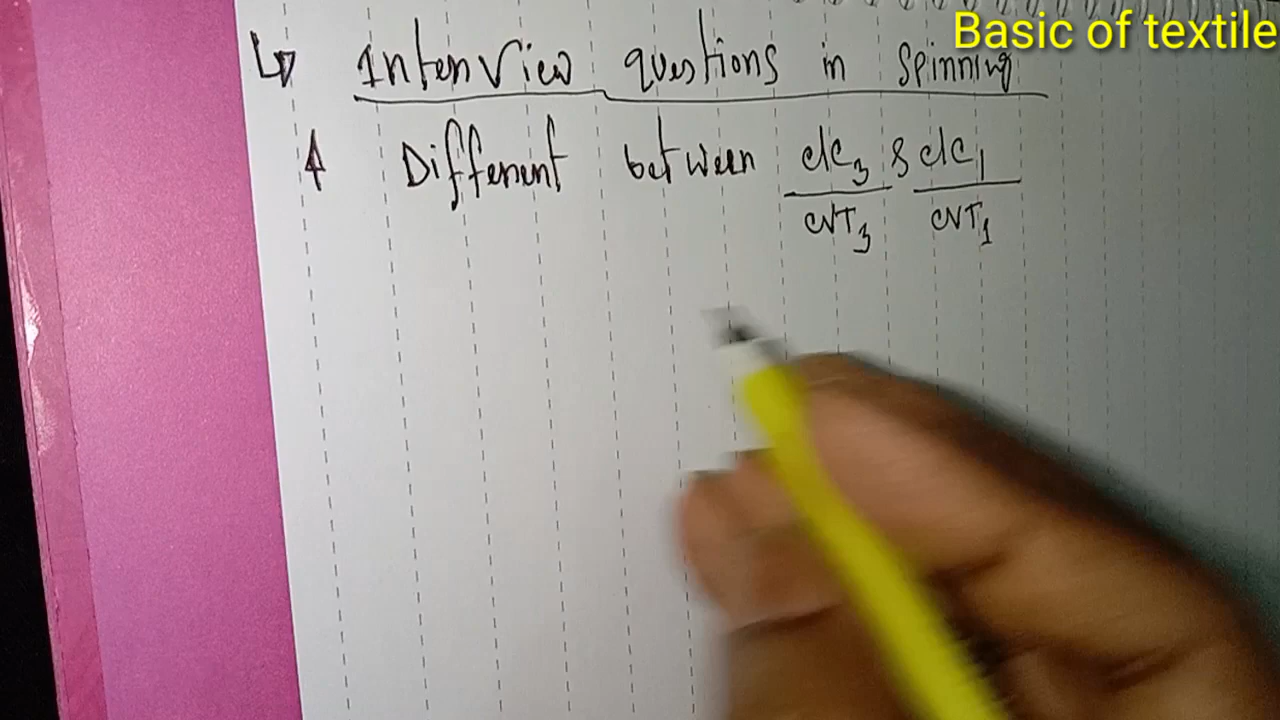 Basic of textile
Interview questions in Spinning
Different between clc3 & clc1
CVT3 CVT1